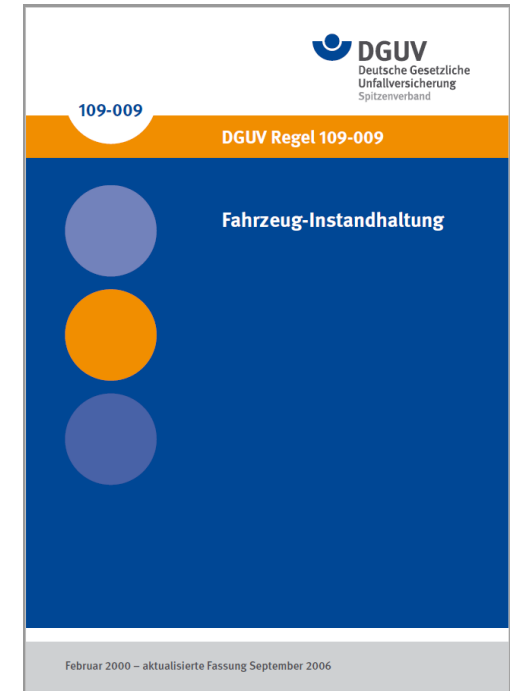 DGUV
Deutsche Gesetzliche
Unfallversicherung
Spitzenverband
109-009
DGUV Regel 109-009
Fahrzeug-Instandhaltung
Februar 2000 – aktualisierte Fassung September 2006